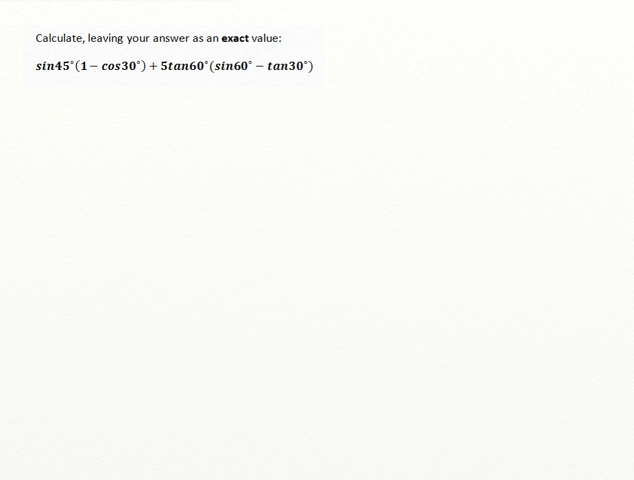 Calculate, leaving your answer as an exact value:
sin45°(1− cos30°) + 5tan60°(sin60° − tan30°)